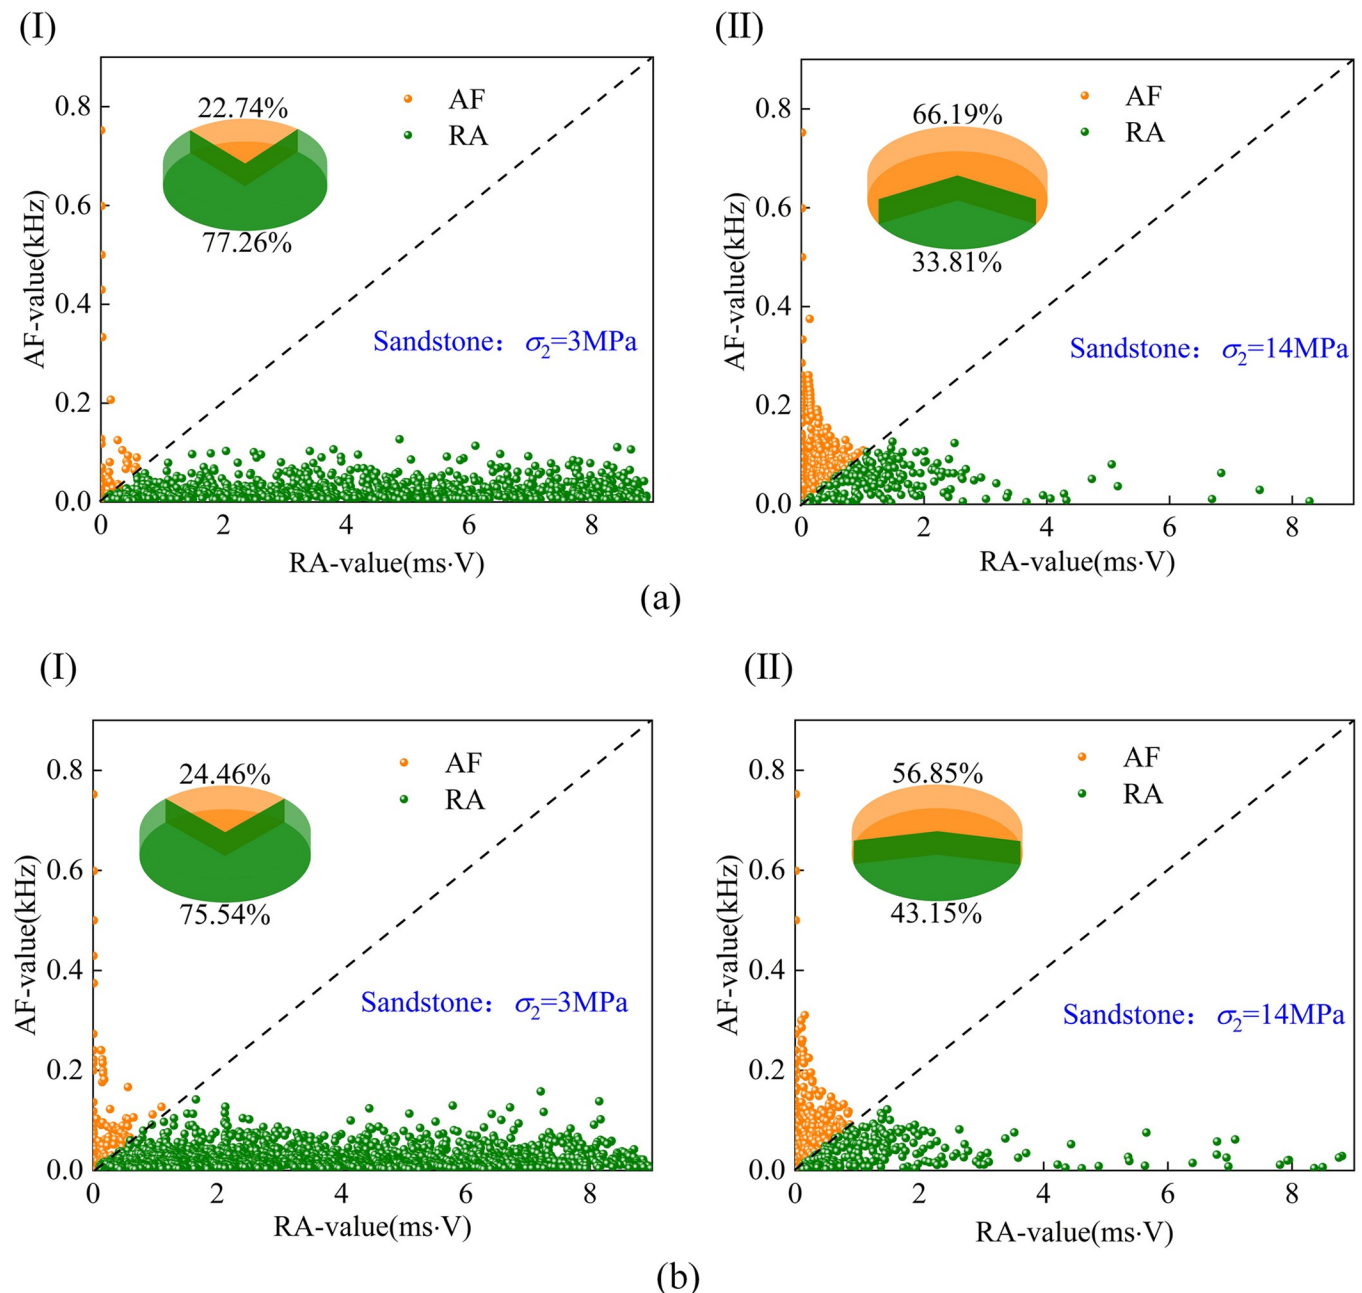 (I)
(II)
0.8
0.6
0.4
0.2
0.0
AF-value(kHz)
22.74%
77.26%
AF
RA
Sandstone: σ2=3MPa
0 2 4 6 8
RA-value(ms·V)
0.8
0.6
0.4
0.2
0.0
AF-value(kHz)
66.19%
33.81%
AF
RA
Sandstone: σ2=14MPa
0 2 4 6 8
RA-value(ms·V)
(a)
(I)
(II)
0.8
0.6
0.4
0.2
0.0
AF-value(kHz)
24.46%
75.54%
AF
RA
Sandstone: σ2=3MPa
0 2 4 6 8
RA-value(ms·V)
0.8
0.6
0.4
0.2
0.0
AF-value(kHz)
56.85%
43.15%
AF
RA
Sandstone: σ2=14MPa
0 2 4 6 8
RA-value(ms·V)
(b)